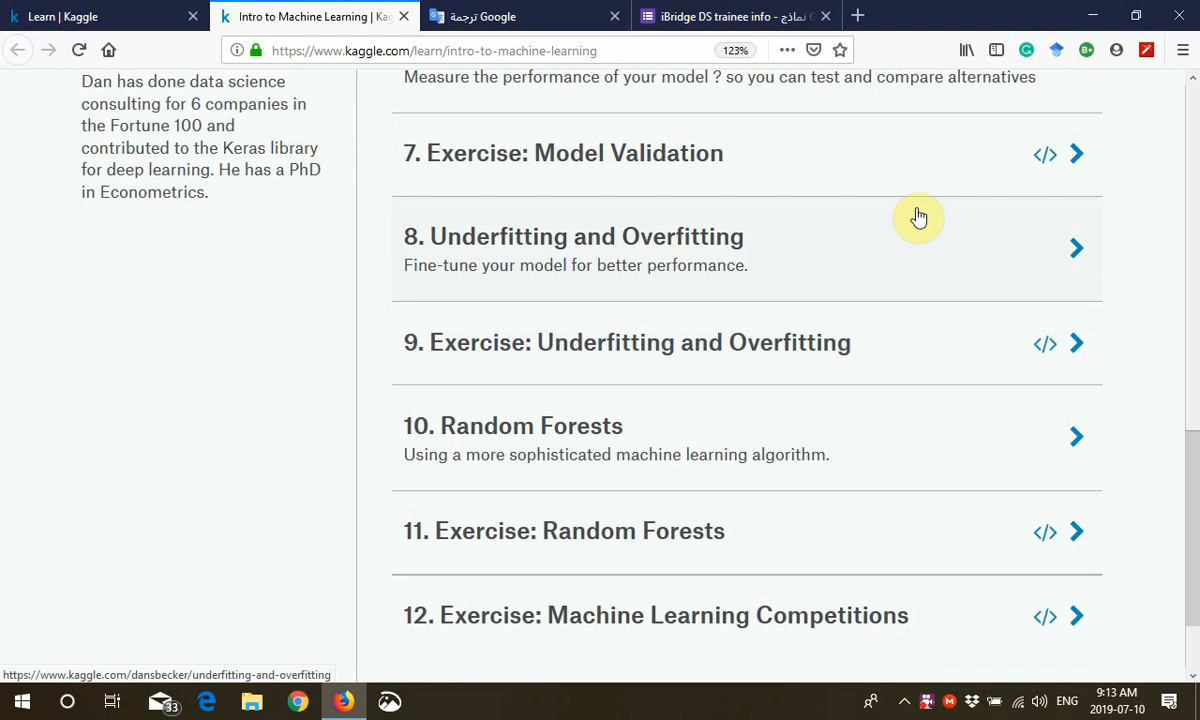 Learn | Kaggle
Intro to Machine Learning | Kag
ترجمة Google
iBridge DS trainee info - نماذج G
https://www.kaggle.com/learn/intro-to-machine-learning
123%
Dan has done data science
consulting for 6 companies in
the Fortune 100 and
contributed to the Keras library
for deep learning. He has a PhD
in Econometrics.
Measure the performance of your model ? so you can test and compare alternatives
7. Exercise: Model Validation
</>
8. Underfitting and Overfitting
Fine-tune your model for better performance.
9. Exercise: Underfitting and Overfitting
</>
10. Random Forests
Using a more sophisticated machine learning algorithm.
11. Exercise: Random Forests
</>
12. Exercise: Machine Learning Competitions
</>
https://www.kaggle.com/dansbecker/underfitting-and-overfitting
33
ENG
9:13 AM
2019-07-10